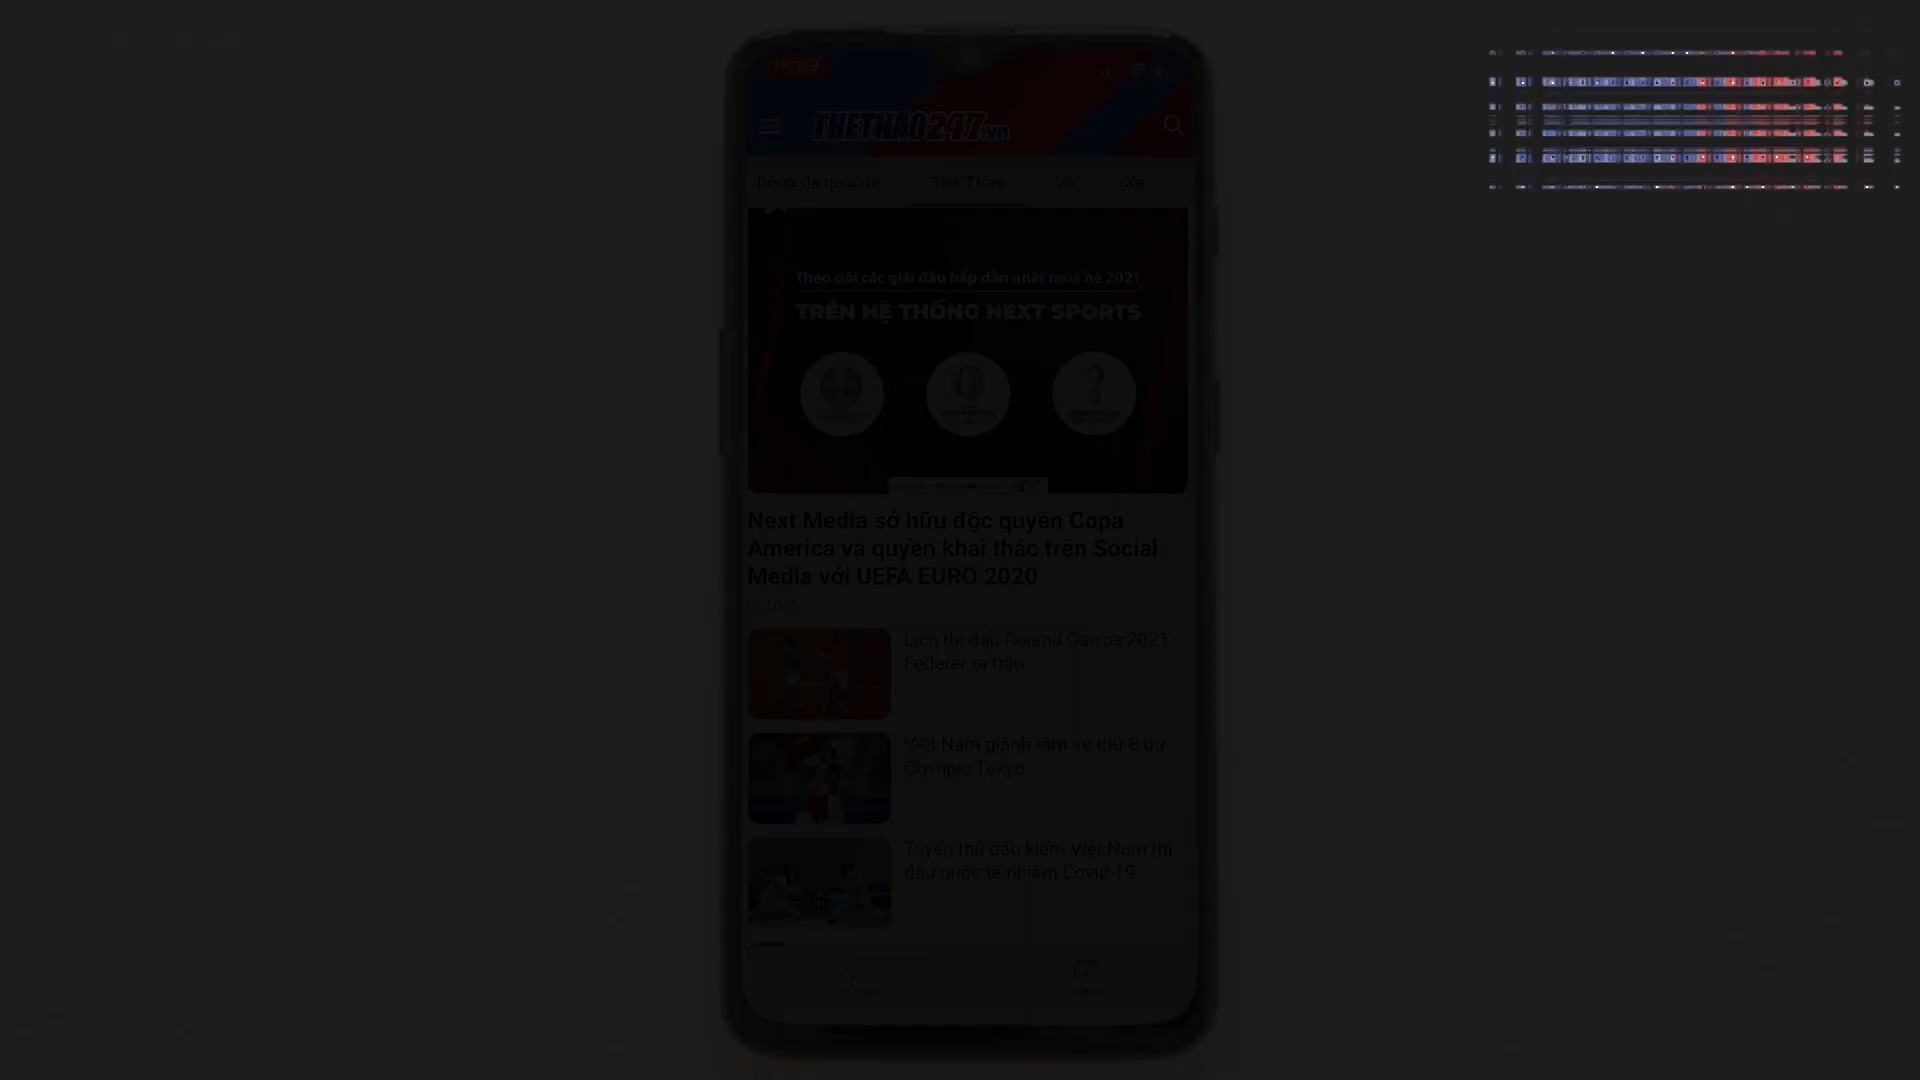 18:09
THETHAO247.vn
Bóng đá quốc tế Thể Thao Võ Xe
Theo dõi các giải đấu hấp dẫn nhất mùa hè 2021
TRÊN HỆ THỐNG NEXT SPORTS
Next Media sở hữu độc quyền Copa
America và quyền khai thác trên Social
Media với UEFA EURO 2020
Lịch thi đấu Roland Garros 2021:
Federer ra trận
Việt Nam giành tấm vé thứ 8 dự
Olympic Tokyo
Tuyển thủ đấu kiếm Việt Nam thi
đấu quốc tế nhiễm Covid-19